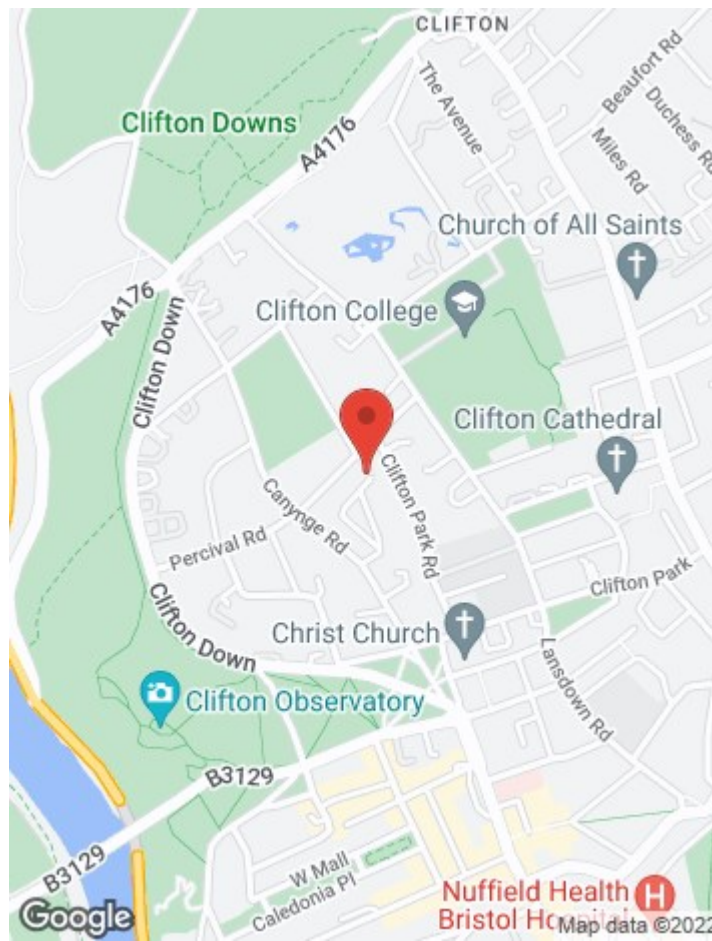 CLIFTON
Beaufort Rd
The Avenue
Duchess Rd
Clifton Downs
A4176
Miles Rd
Church of All Saints
Clifton College
A4176
Clifton Down
Clifton Cathedral
Clifton Park Rd
Canynge Rd
Percival Rd
Clifton Park
Clifton Down
Christ Church
Lansdown Rd
Clifton Observatory
B3129
W Mall
Caledonia Pl
B3129
Nuffield Health
Bristol Hospital
H
Google
Map data ©2022